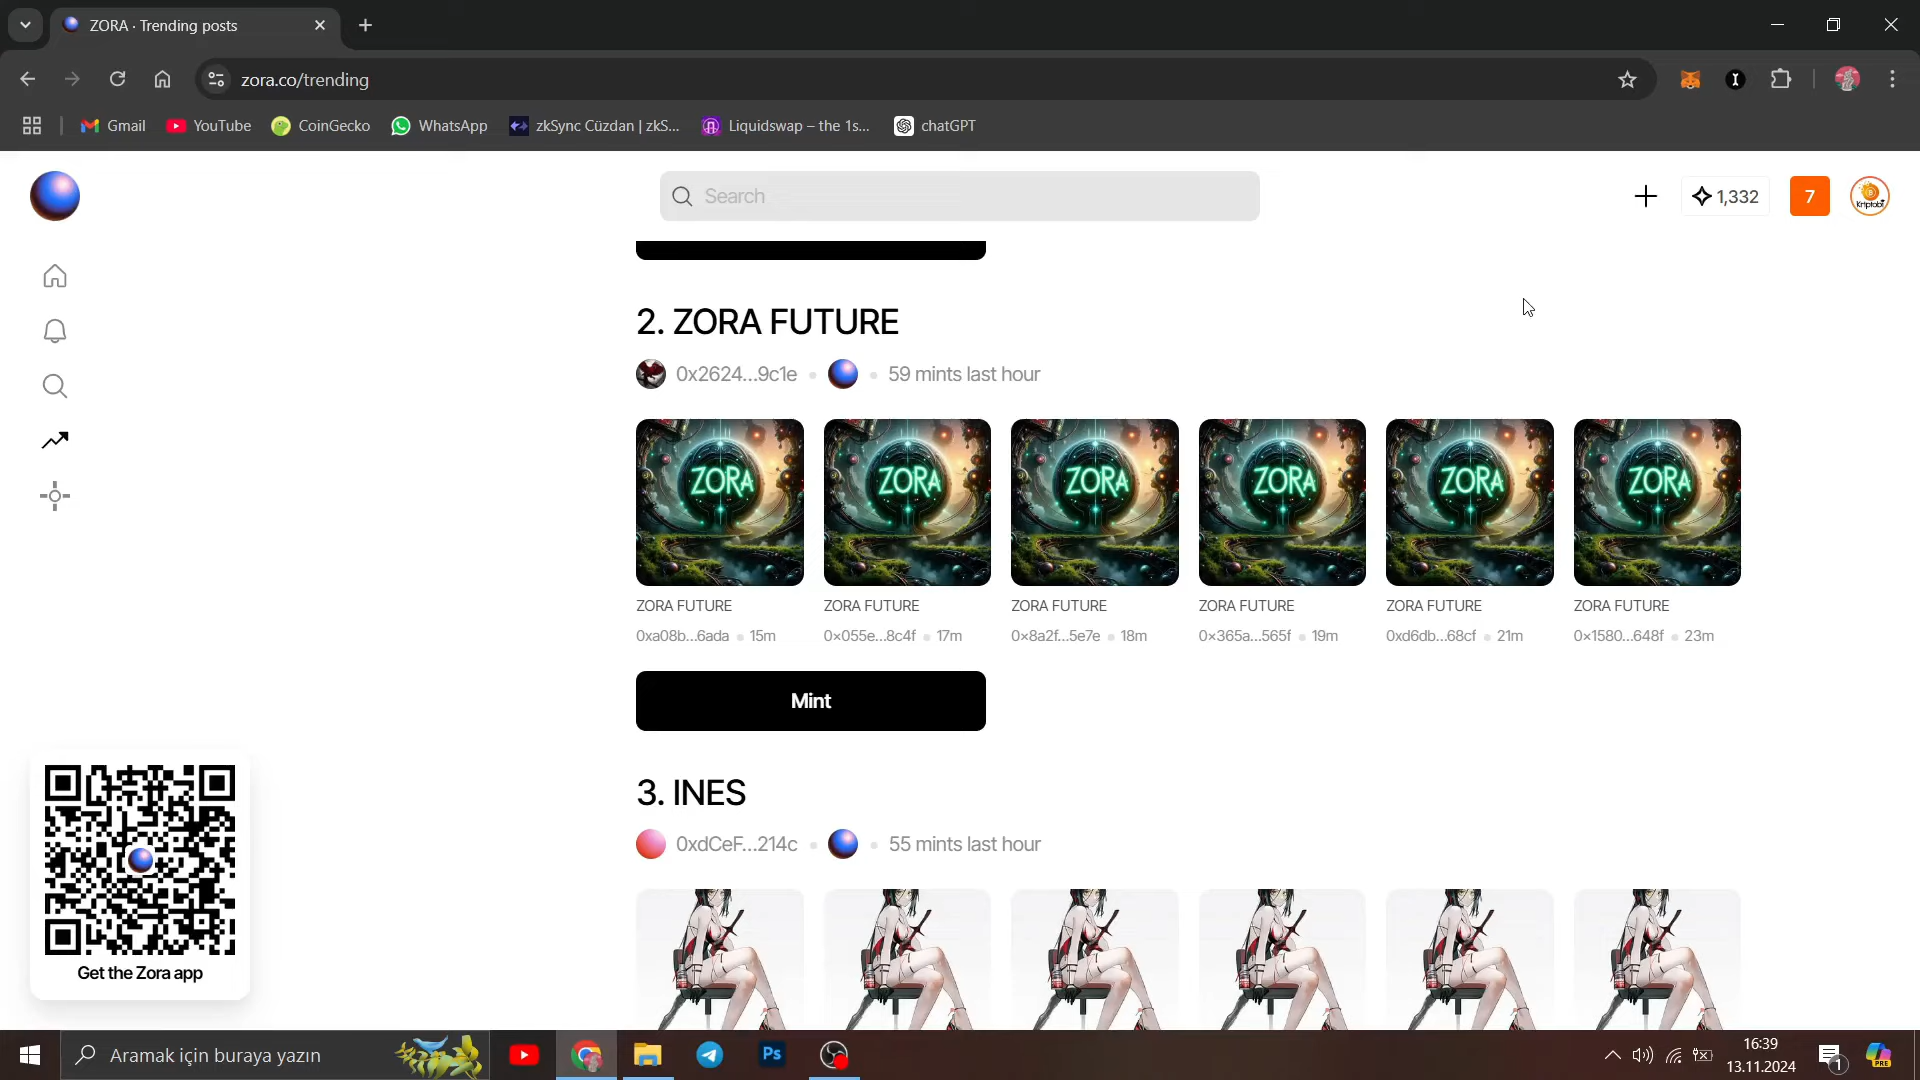 ZORA · Trending posts
zora.co/trending
Gmail
YouTube
CoinGecko
WhatsApp
zkSync Cüzdan | zkS...
Liquidswap – the 1s...
chatGPT
Search
1,332
7
Kriptobi
2. ZORA FUTURE
0x2624...9c1e
59 mints last hour
ZORA
ZORA
ZORA
ZORA
ZORA
ZORA
ZORA FUTURE
ZORA FUTURE
ZORA FUTURE
ZORA FUTURE
ZORA FUTURE
ZORA FUTURE
0xa08b...6ada 15m
0x055e...8c4f 17m
0x8a2f...5e7e 18m
0x365a...565f 19m
0xd6db...68cf 21m
0x1580...648f 23m
Mint
3. INES
0xdCeF...214c
55 mints last hour
Get the Zora app
Aramak için buraya yazın
Ps
16:39
13.11.2024
1
PRE